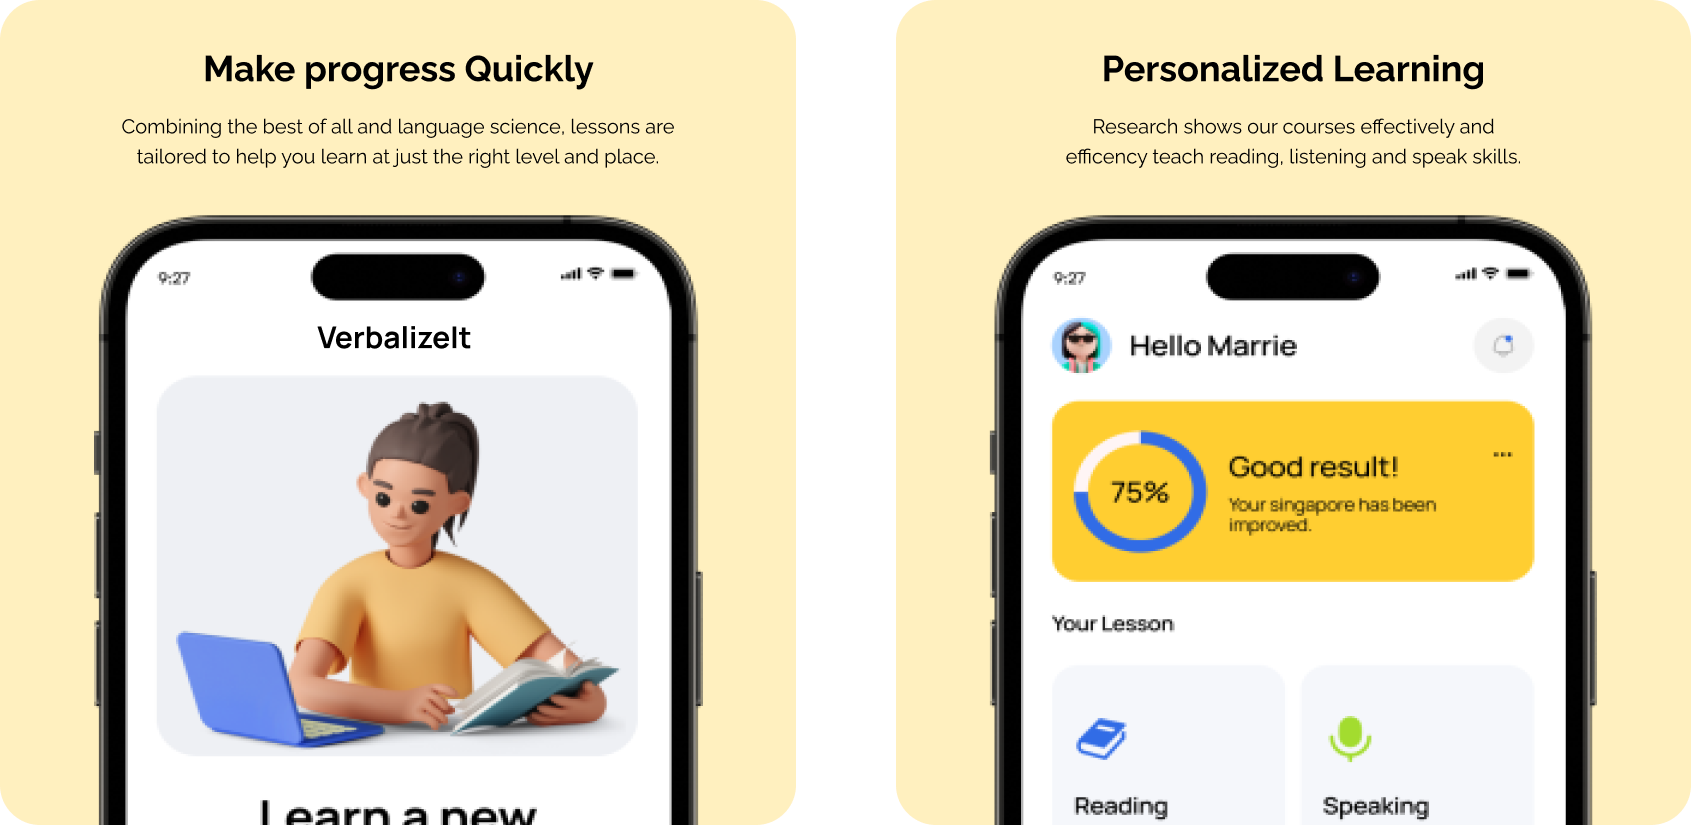 Make progress Quickly
Combining the best of all and language science, lessons are
tailored to help you learn at just the right level and place.
9:27
VerbalizeIt
Learn a new
Personalized Learning
Research shows our courses effectively and
efficency teach reading, listening and speak skills.
9:27
Hello Marrie
75%
Good result!
Your singapore has been
improved.
Your Lesson
Reading
Speaking